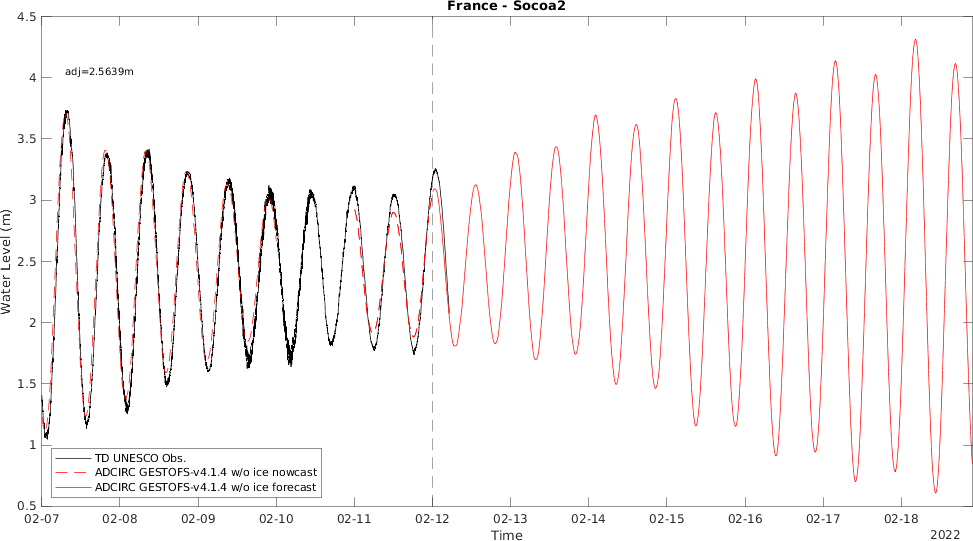 France - Socoa2
4.5
4
3.5
3
2.5
2
1.5
1
0.5
Water Level (m)
adj=2.5639m
TD UNESCO Obs.
ADCIRC GESTOFS-v4.1.4 w/o ice nowcast
ADCIRC GESTOFS-v4.1.4 w/o ice forecast
02-07 02-08 02-09 02-10 02-11 02-12 02-13 02-14 02-15 02-16 02-17 02-18
Time
2022